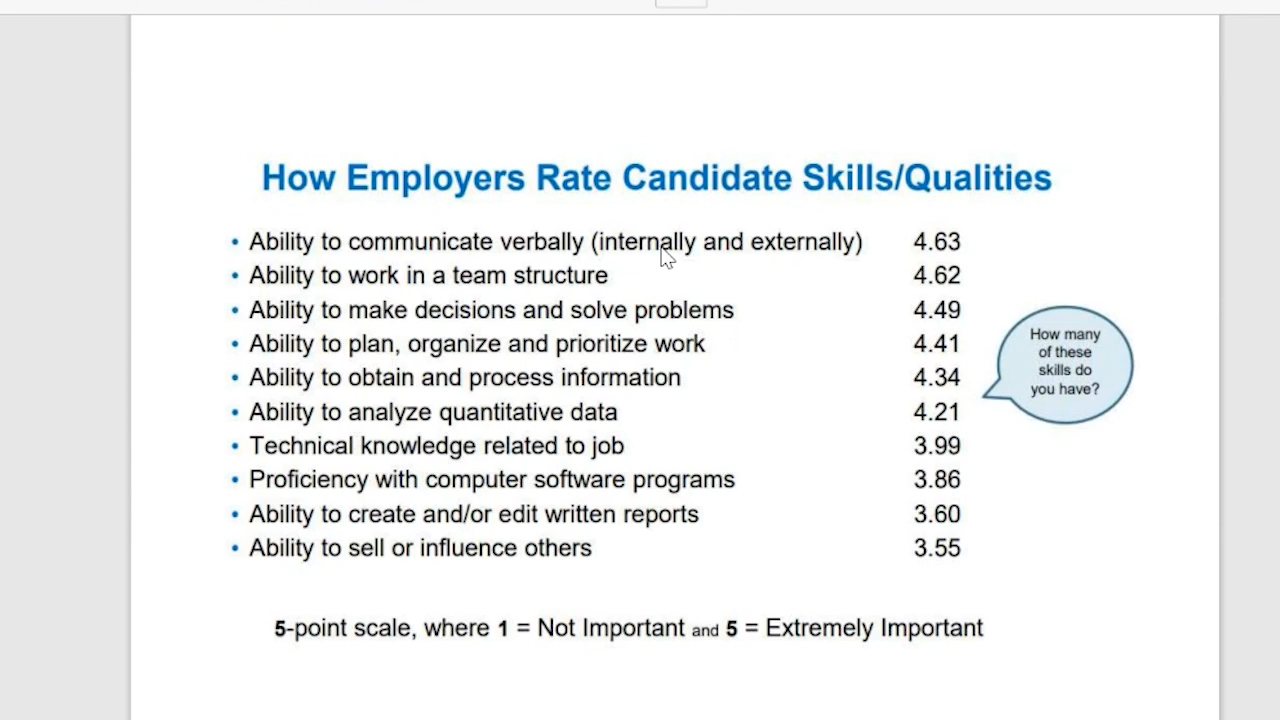 How Employers Rate Candidate Skills/Qualities
• Ability to communicate verbally (internally and externally) 4.63
• Ability to work in a team structure 4.62
• Ability to make decisions and solve problems 4.49
• Ability to plan, organize and prioritize work 4.41
• Ability to obtain and process information 4.34
• Ability to analyze quantitative data 4.21
• Technical knowledge related to job 3.99
• Proficiency with computer software programs 3.86
• Ability to create and/or edit written reports 3.60
• Ability to sell or influence others 3.55
How many
of these
skills do
you have?
5-point scale, where 1 = Not Important and 5 = Extremely Important